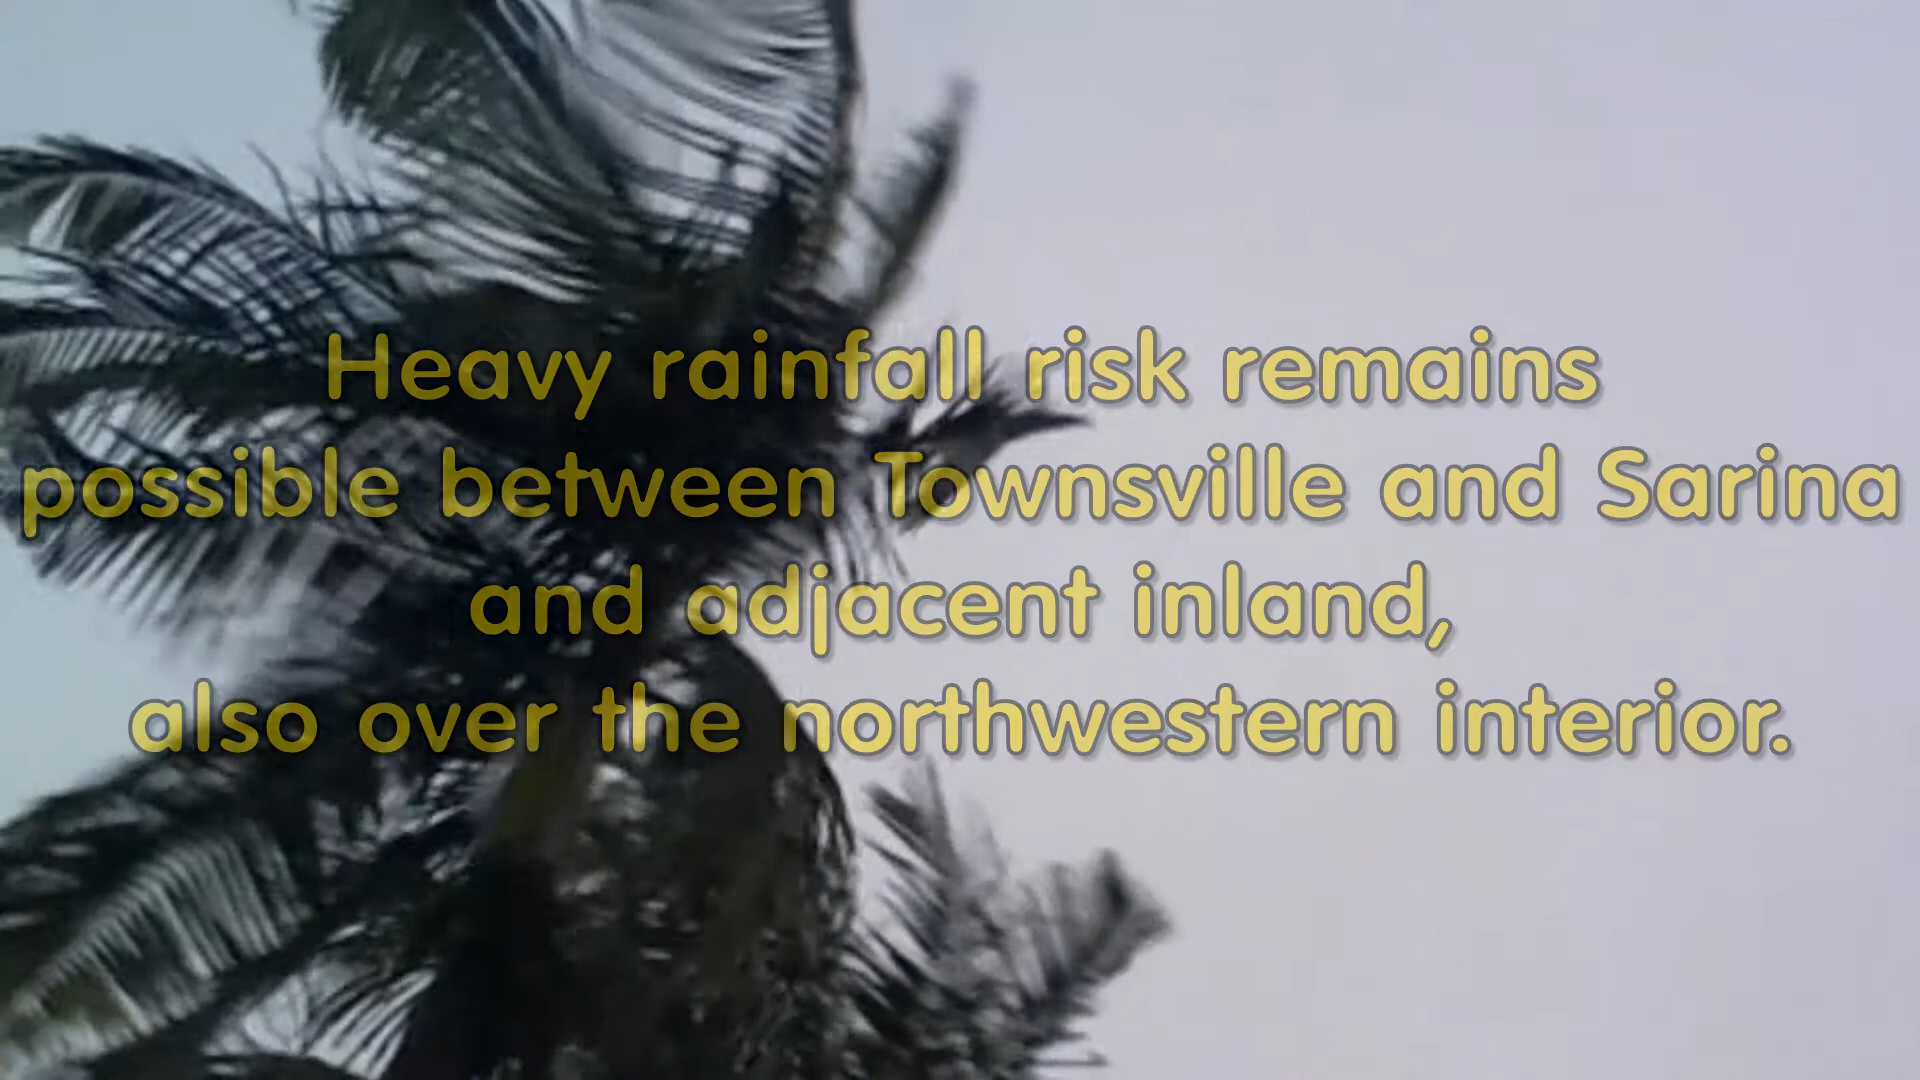 Heavy rainfall risk remains
possible between Townsville and Sarina
and adjacent inland,
also over the northwestern interior.